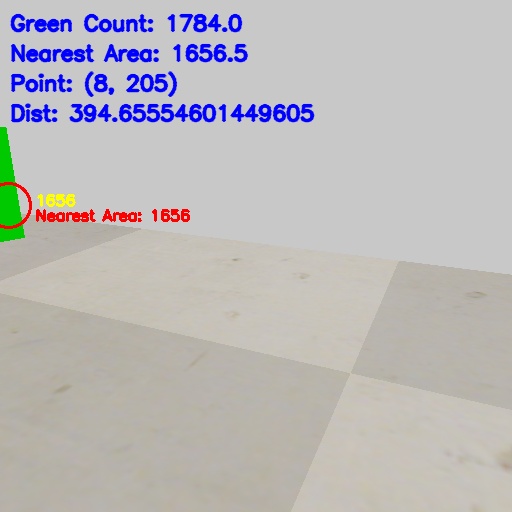 Green Count: 1784.0
Nearest Area: 1656.5
Point: (8, 205)
Dist: 394.65554601449605
1656
Nearest Area: 1656